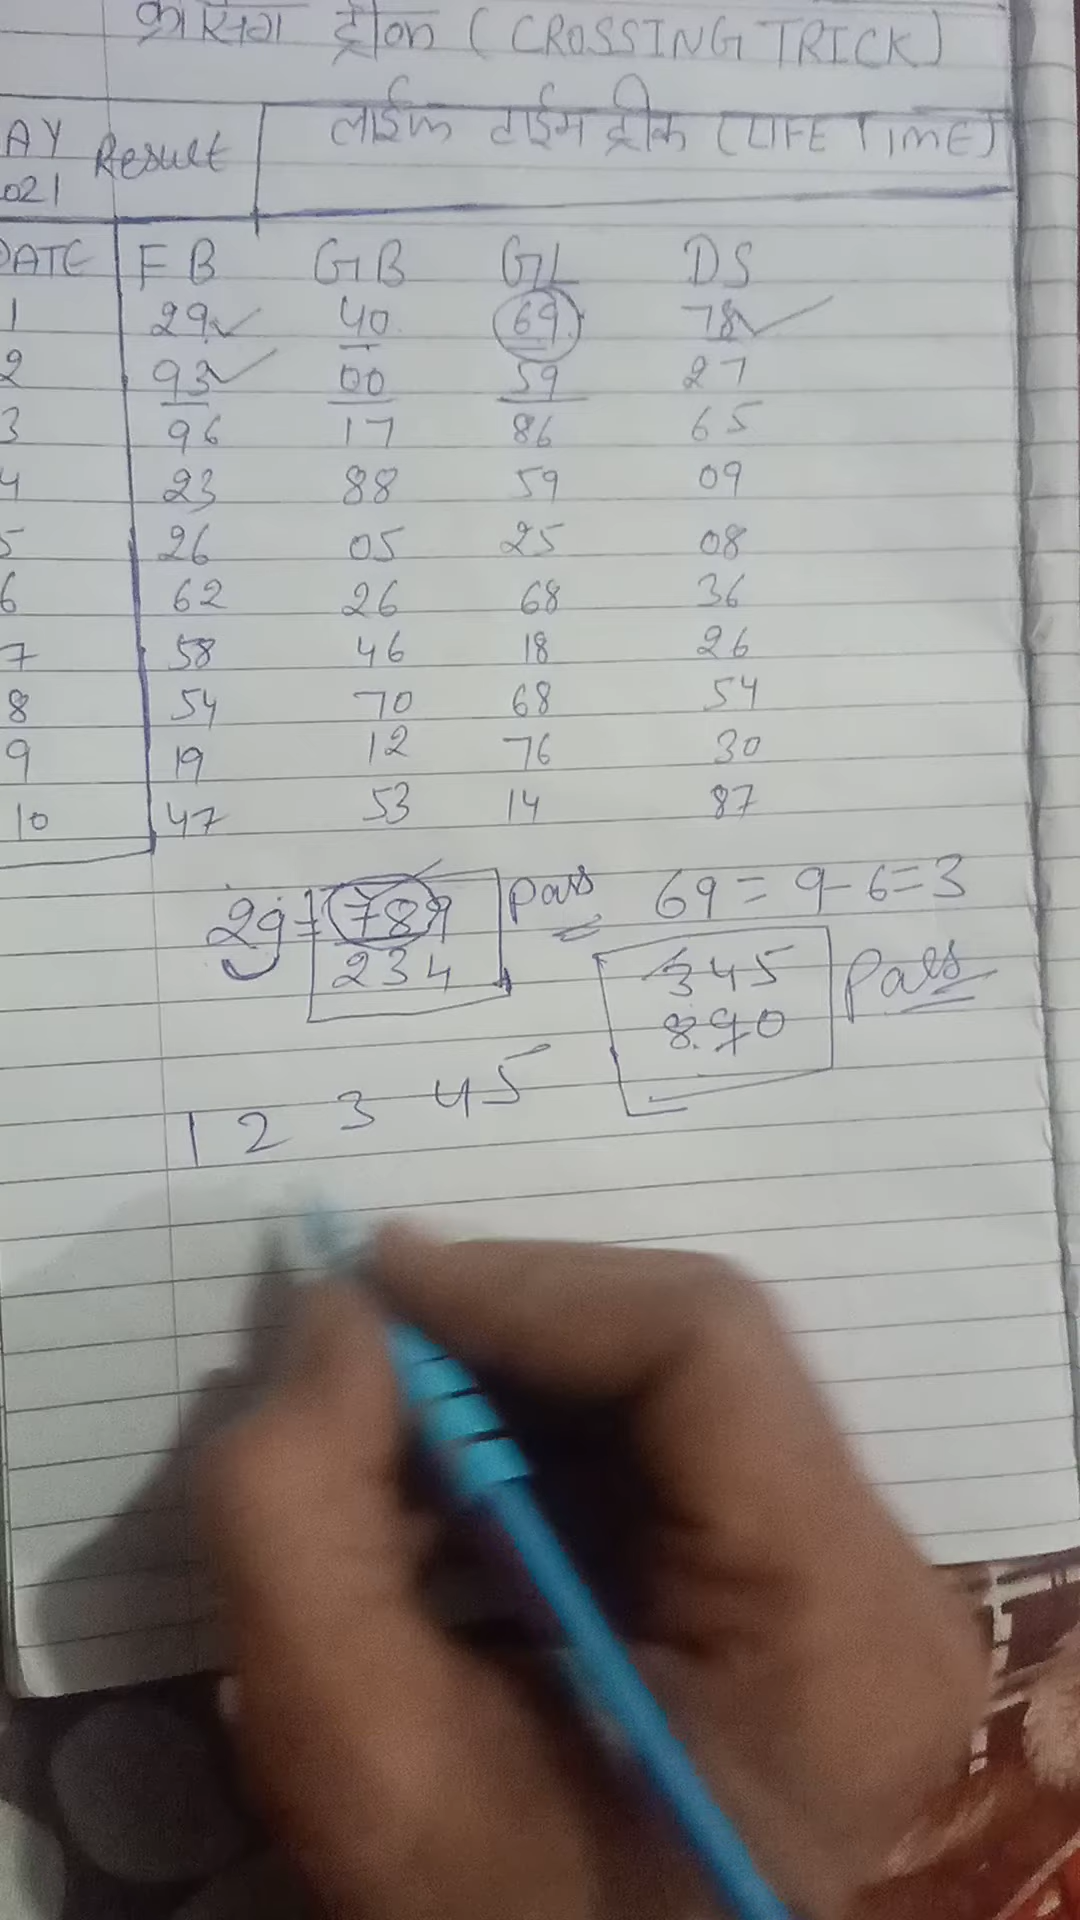 क्रोसिंग ट्रीक (CROSSING TRICK)
AY Result लाईफ टाईम ट्रीक (LIFE TIME)
021
DATE FB GB GL DS
1 29 40 69 78
2 93 00 59 27
3 96 17 86 65
4 23 88 59 09
5 26 05 25 08
6 62 26 68 36
7 58 46 18 26
8 54 70 68 54
9 19 12 76 30
10 47 53 14 87
29= 789 pass 69 = 9-6=3
234 345 Pass
890
1 2 3 4 5